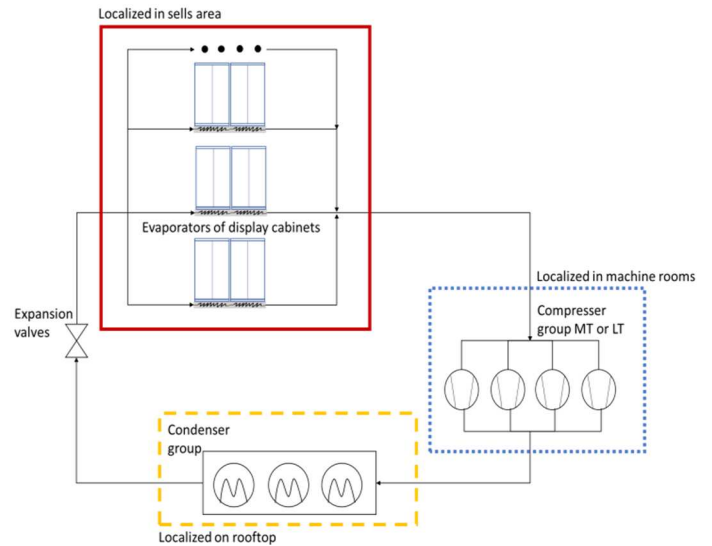 Localized in sells area
Evaporators of display cabinets
Localized in machine rooms
Compresser
group MT or LT
Expansion
valves
Condenser
group
Localized on rooftop